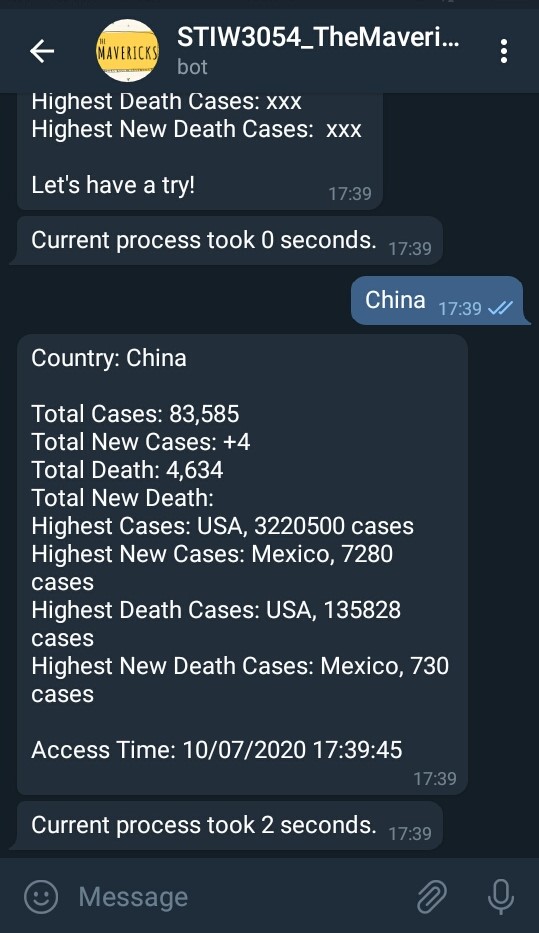 THE
MAVERICKS
STIW3054_TheMaveri...
bot
Highest Death Cases: xxx
Highest New Death Cases:  xxx
Let's have a try!
17:39
Current process took 0 seconds. 17:39
China 17:39
Country: China
Total Cases: 83,585
Total New Cases: +4
Total Death: 4,634
Total New Death:
Highest Cases: USA, 3220500 cases
Highest New Cases: Mexico, 7280
cases
Highest Death Cases: USA, 135828
cases
Highest New Death Cases: Mexico, 730
cases
Access Time: 10/07/2020 17:39:45
17:39
Current process took 2 seconds. 17:39
Message